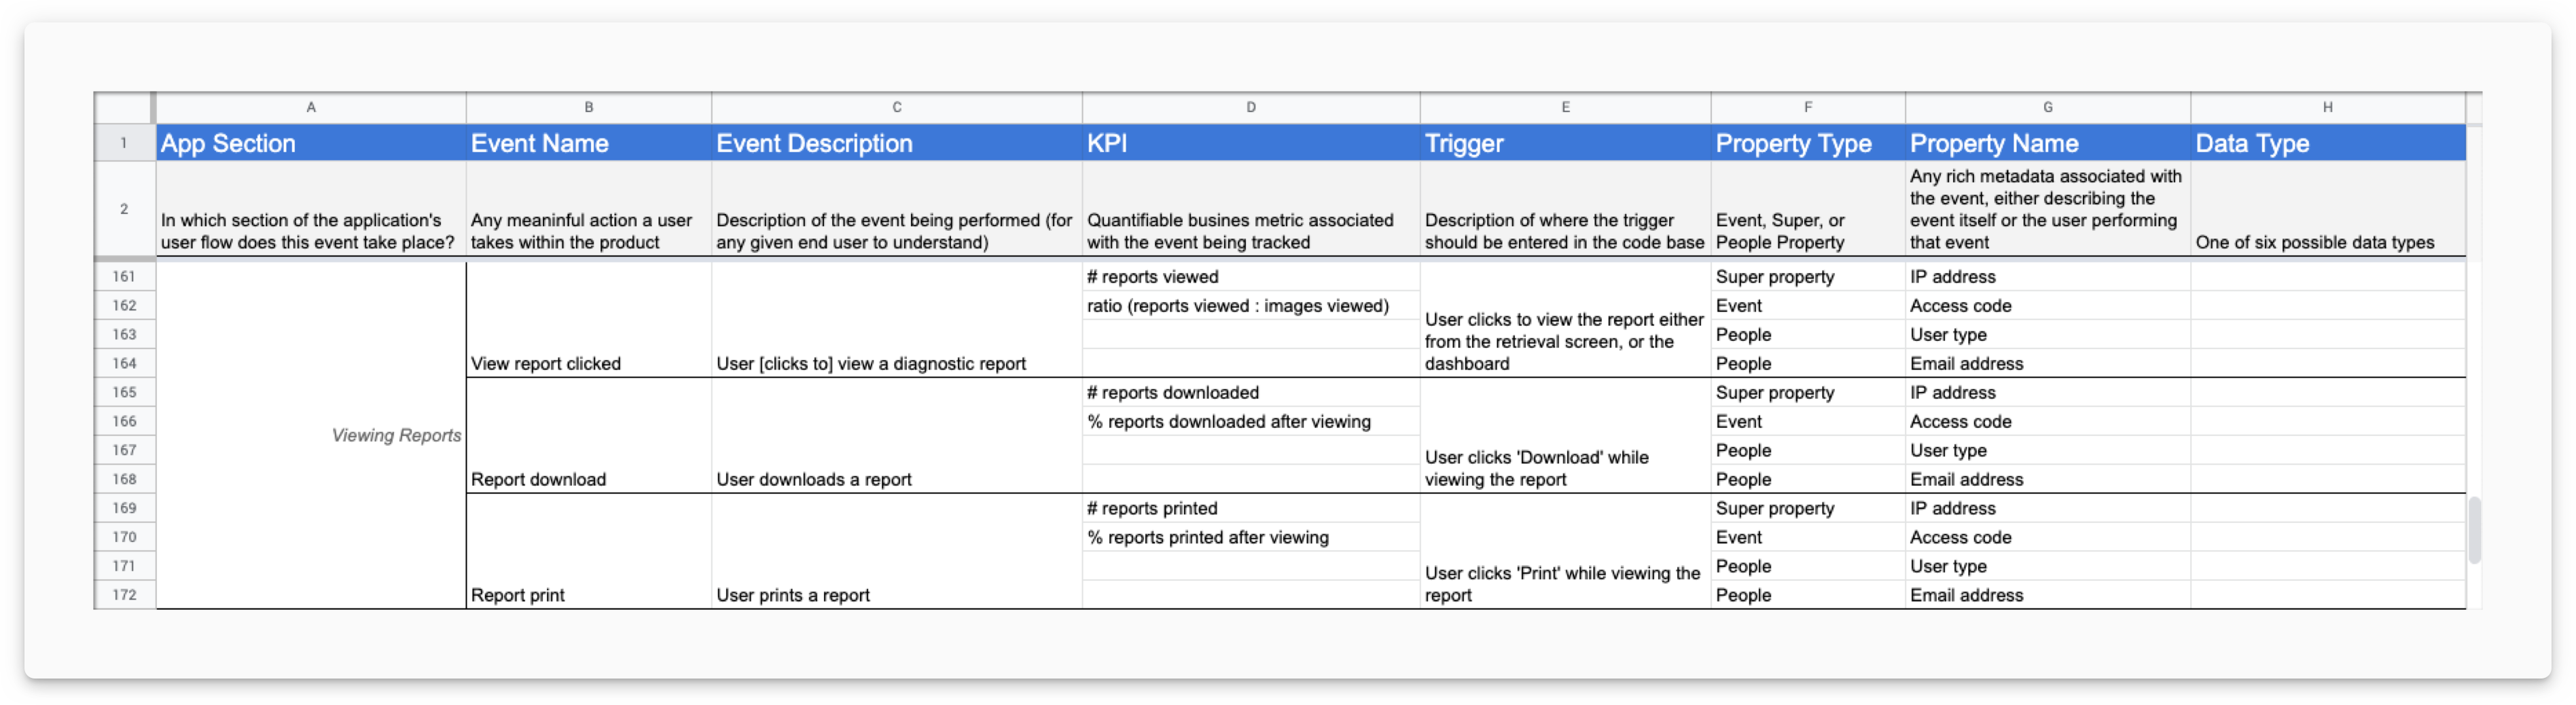 A B C D E F G H
1 App Section Event Name Event Description KPI Trigger Property Type Property Name Data Type
2
In which section of the application's
user flow does this event take place?
Any meaninful action a user
takes within the product
Description of the event being performed (for
any given end user to understand)
Quantifiable busines metric associated
with the event being tracked
Description of where the trigger
should be entered in the code base
Event, Super, or
People Property
Any rich metadata associated with
the event, either describing the
event itself or the user performing
that event
One of six possible data types
161 # reports viewed Super property IP address
162 ratio (reports viewed : images viewed) Event Access code
163 People User type
164 View report clicked User [clicks to] view a diagnostic report People Email address
User clicks to view the report either
from the retrieval screen, or the
dashboard
165 # reports downloaded Super property IP address
166 % reports downloaded after viewing Event Access code
Viewing Reports
167 People User type
168 Report download User downloads a report People Email address
User clicks 'Download' while
viewing the report
169 # reports printed Super property IP address
170 % reports printed after viewing Event Access code
171 People User type
172 Report print User prints a report People Email address
User clicks 'Print' while viewing the
report